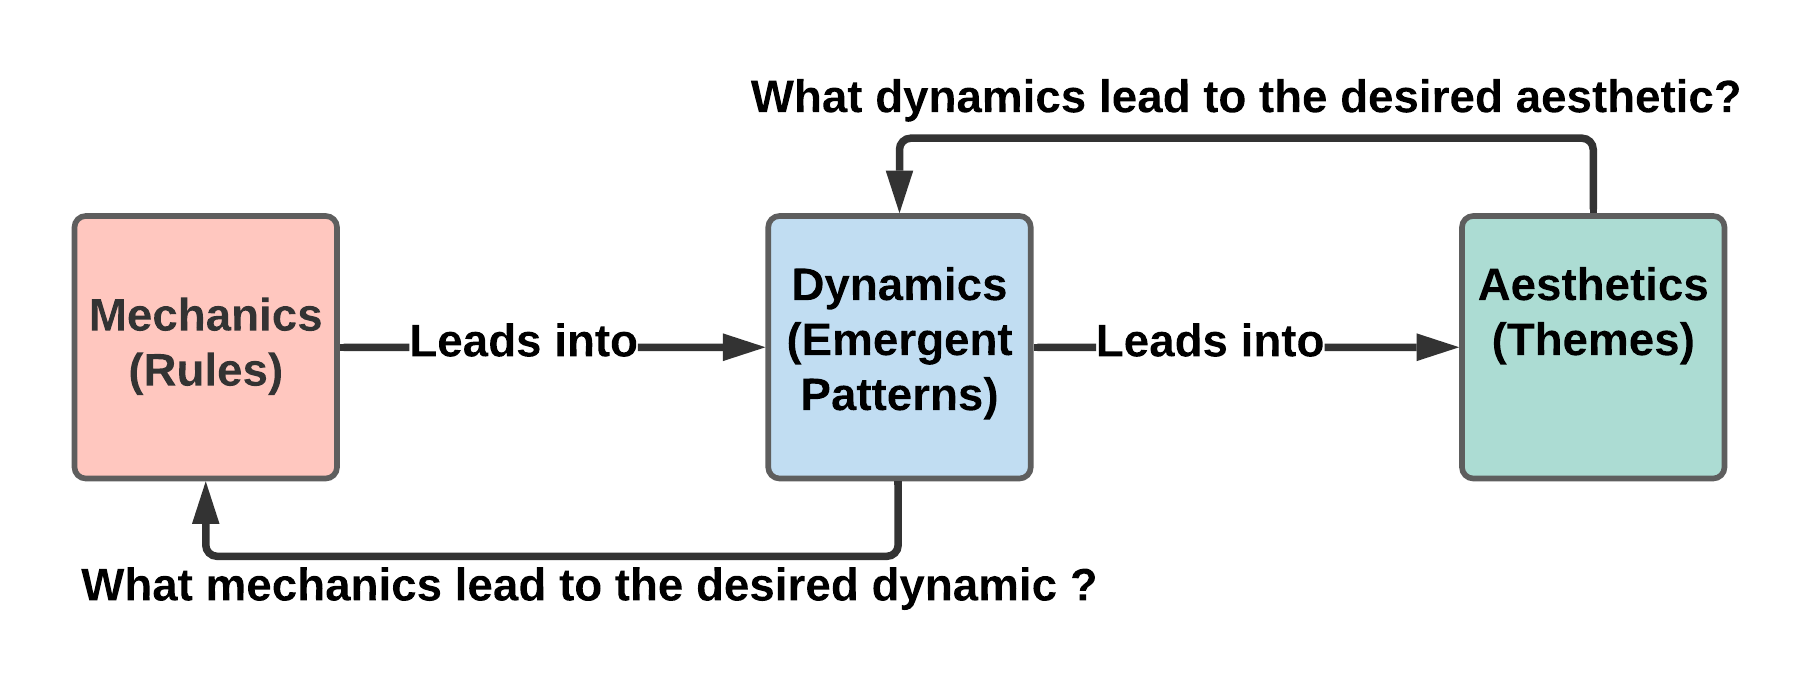 What dynamics lead to the desired aesthetic?
Mechanics
(Rules)
Leads into
Dynamics
(Emergent
Patterns)
Leads into
Aesthetics
(Themes)
What mechanics lead to the desired dynamic ?